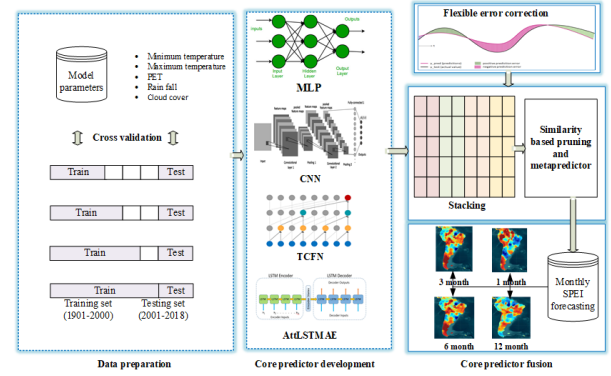 Model
parameters
• Minimum temperature
• Maximum temperature
• PET
• Rain fall
• Cloud cover
Cross validation
Train
Test
Train
Test
Train
Test
Train
Test
Training set
(1901-2000)
Testing set
(2001-2018)
Data preparation
Inputs
Outputs
Input
Layer
Hidden
Layer
Output
Layer
MLP
CNN
TCFN
LSTM Encoder
LSTM Decoder
AttLSTMAE
Core predictor development
Flexible error correction
Stacking
Similarity
based pruning
and
metapredictor
3 month
1 month
6 month
12 month
Monthly
SPEI
forecasting
Core predictor fusion